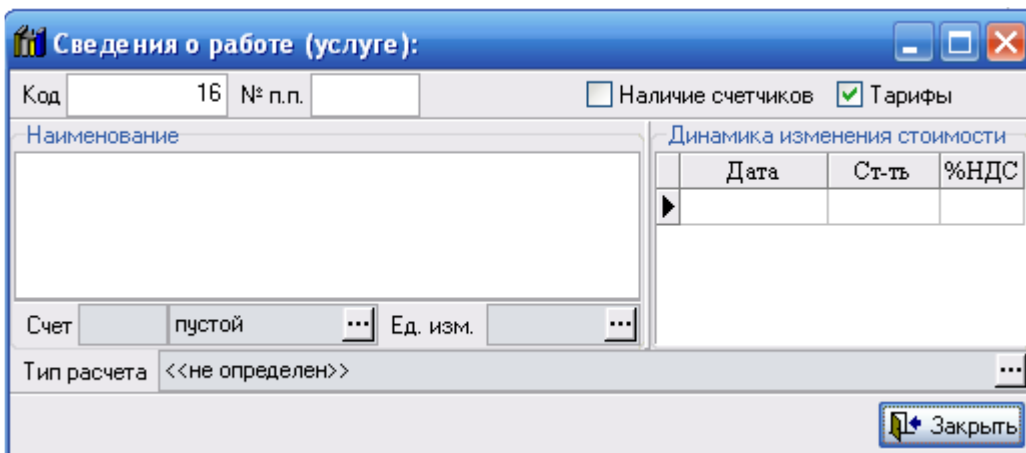 Сведения о работе (услуге):
Код 16 № п.п. Наличие счетчиков Тарифы
Наименование Динамика изменения стоимости
Дата Ст-ть %НДС
Счет пустой ... Ед. изм. ...
Тип расчета <<не определен>> ...
Закрыть